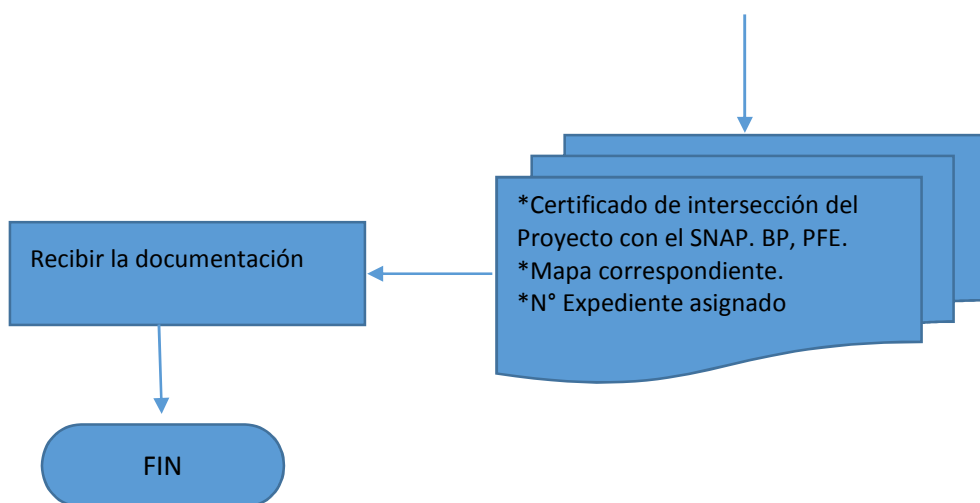 *Certificado de intersección del
Proyecto con el SNAP. BP, PFE.
*Mapa correspondiente.
*N° Expediente asignado
Recibir la documentación
FIN